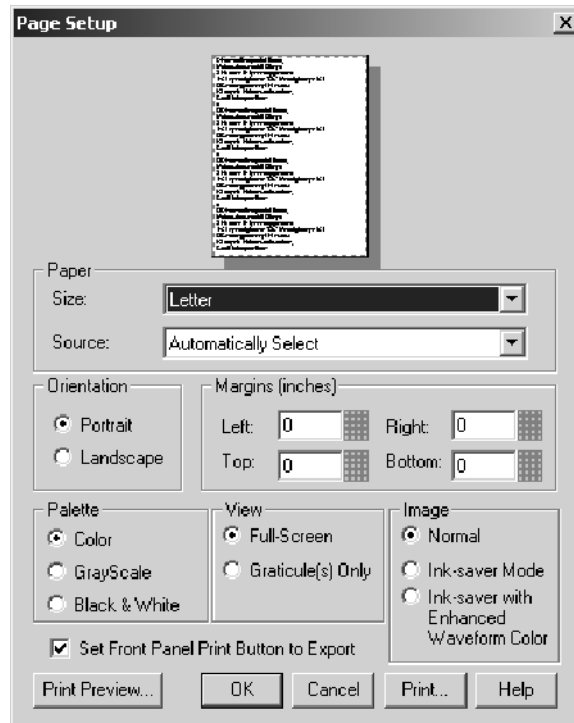 Page Setup
Paper
Size: Letter
Source: Automatically Select
Orientation
Portrait
Landscape
Margins (inches)
Left: 0 Right: 0
Top: 0 Bottom: 0
Palette
Color
GrayScale
Black & White
View
Full-Screen
Graticule(s) Only
Image
Normal
Ink-saver Mode
Ink-saver with
Enhanced
Waveform Color
Set Front Panel Print Button to Export
Print Preview... OK Cancel Print... Help